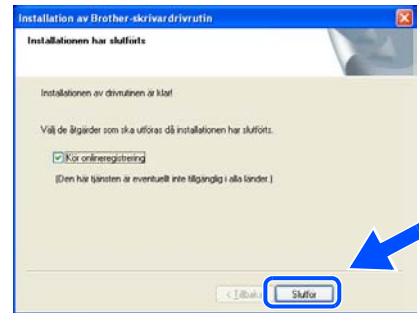 Installation av Brother-skrivardrivrutin
Installationen har slutförts
Installationen av drivrutinen är klar!
Välj de åtgärder som ska utföras då installationen har slutförts.
Kör onlineregistrering
(Den här tjänsten är eventuellt inte tillgänglig i alla länder.)
< Tillbaka
Slutför